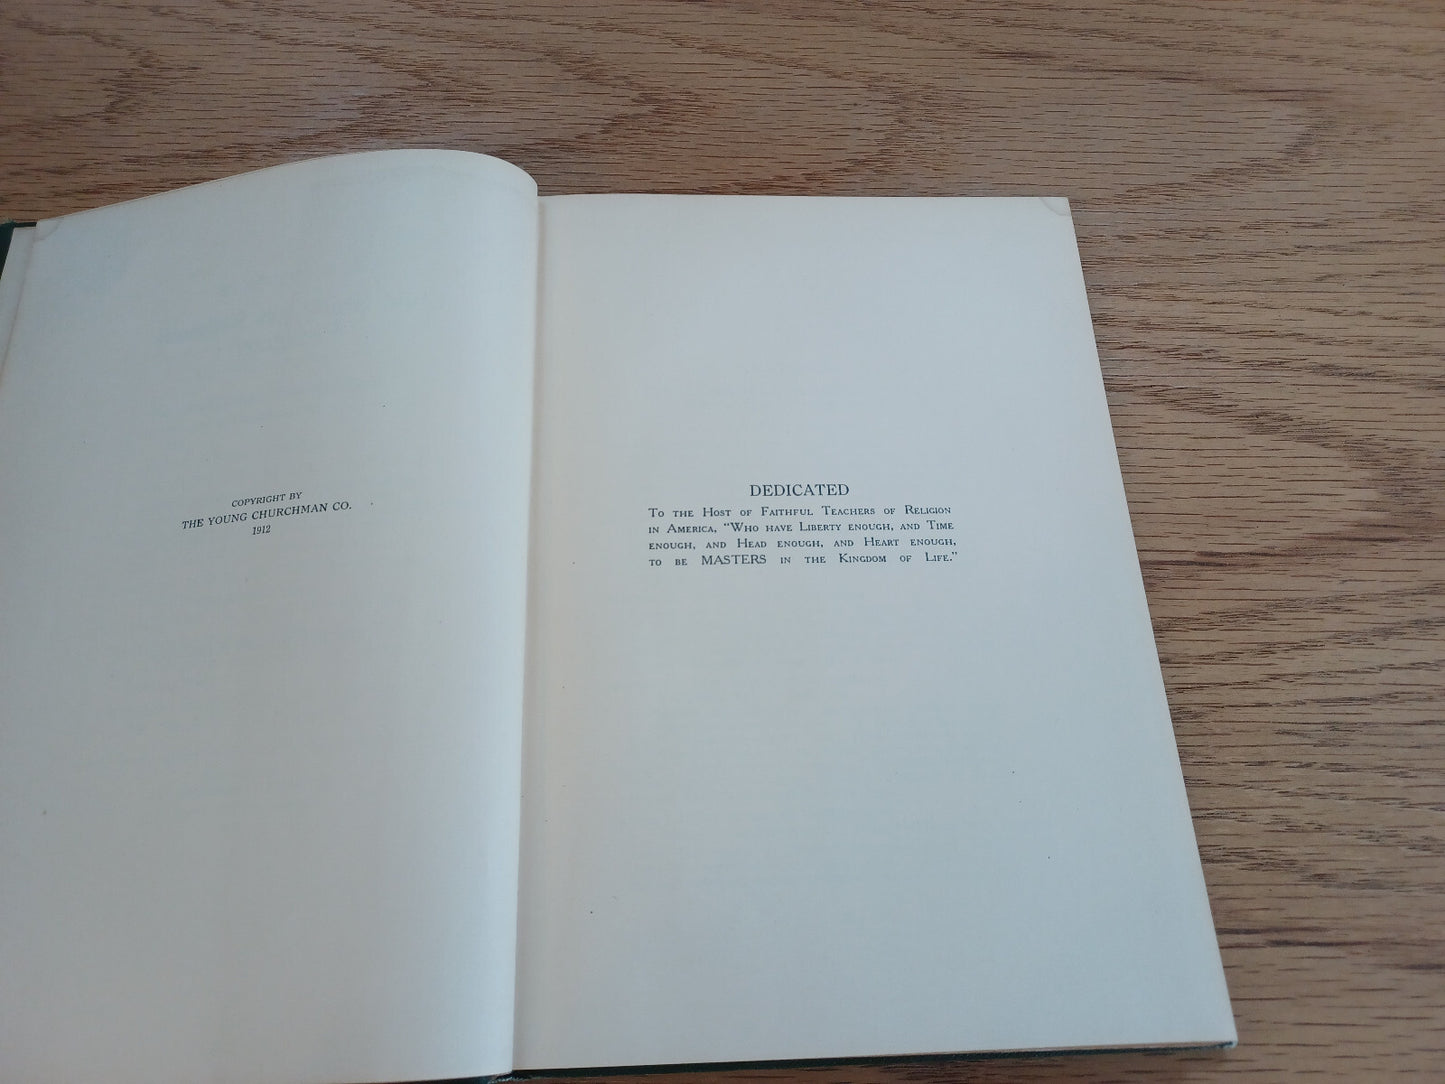 COPYRIGHT BY
THE YOUNG CHURCHMAN CO.
1912
DEDICATED
To the Host of Faithful Teachers of Religion
in America, “Who have Liberty enough, and Time
enough, and Head enough, and Heart enough,
to be MASTERS in the Kingdom of Life.”